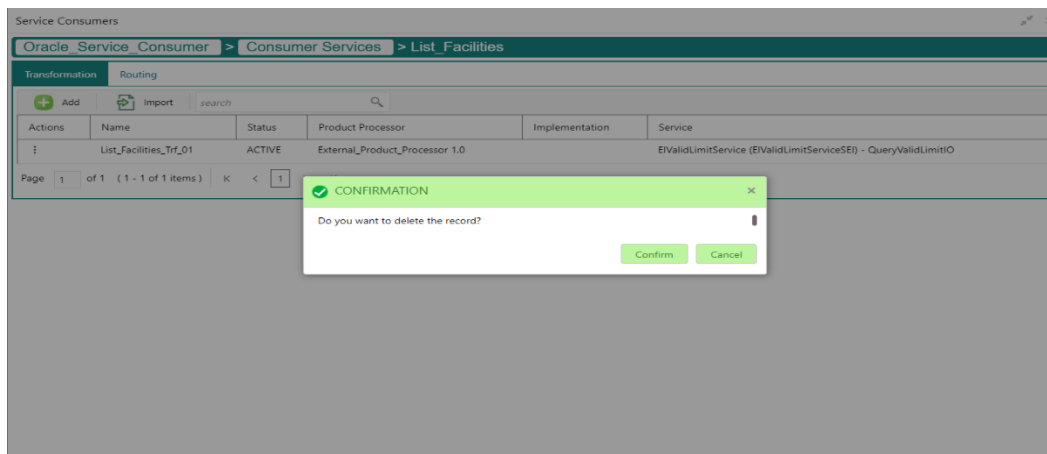 Service Consumers
Oracle_Service_Consumer > Consumer Services > List_Facilities
Transformation Routing
Add Import search
Actions Name Status Product Processor Implementation Service
List_Facilities_Trf_01 ACTIVE External_Product_Processor 1.0 EIValidLimitService (EIValidLimitServiceSEI) - QueryValidLimitIO
Page 1 of 1 (1 - 1 of 1 items) K < 1
CONFIRMATION ×
Do you want to delete the record?
Confirm Cancel